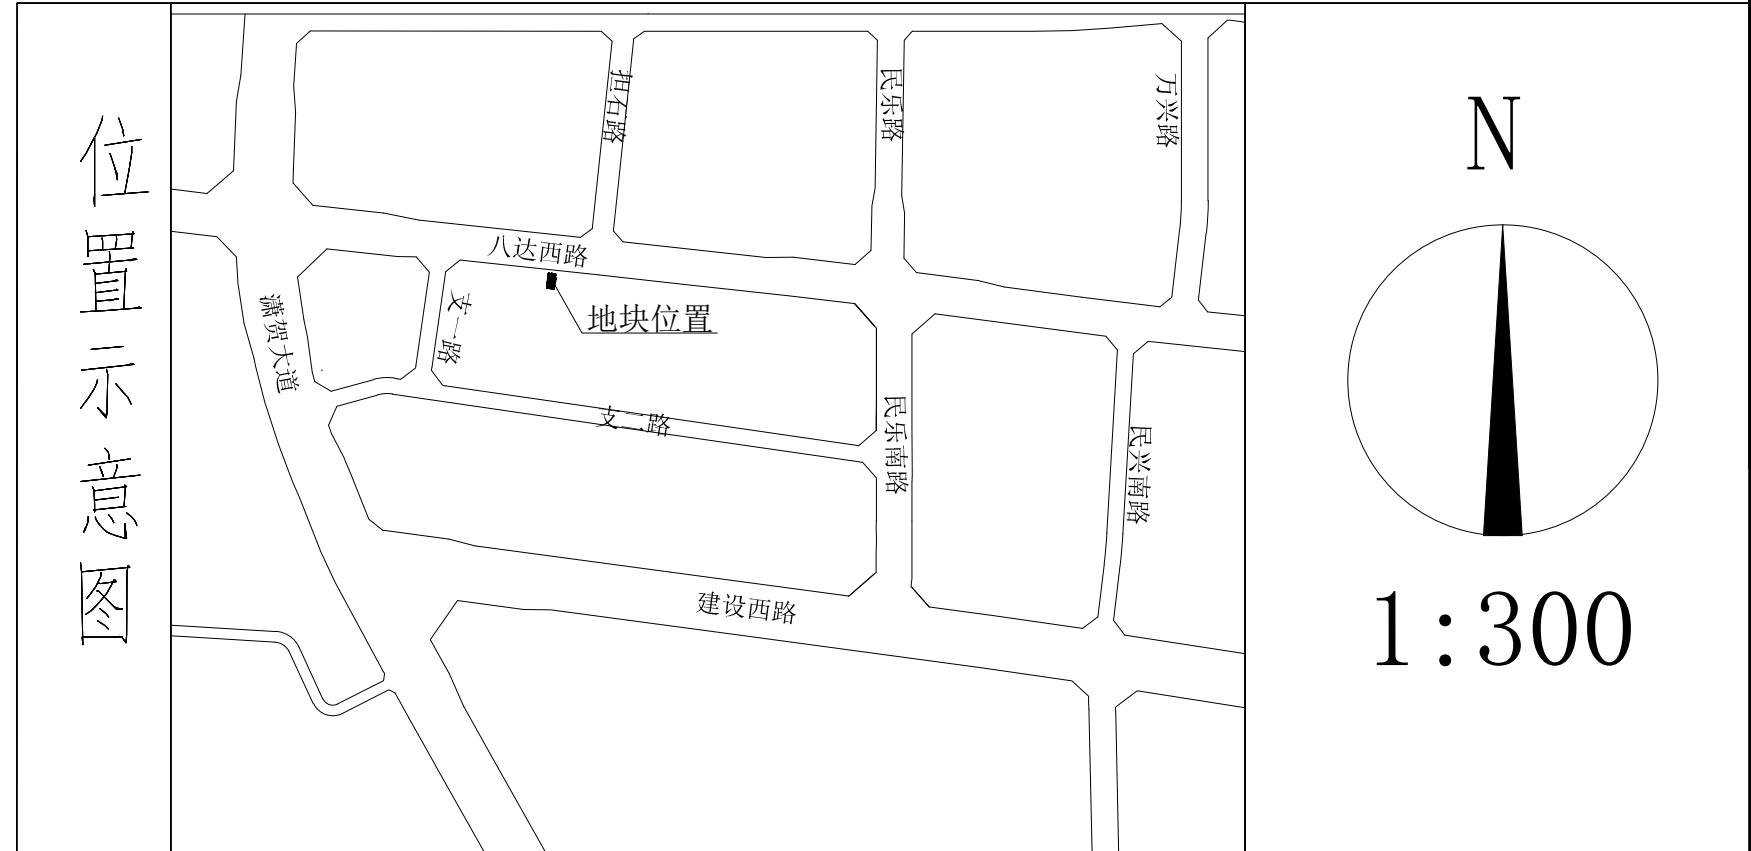 位置示意图
担石路
民乐路
万兴路
八达西路
地块位置
支一路
潇贺大道
支二路
民乐南路
民兴南路
建设西路
N
1:300